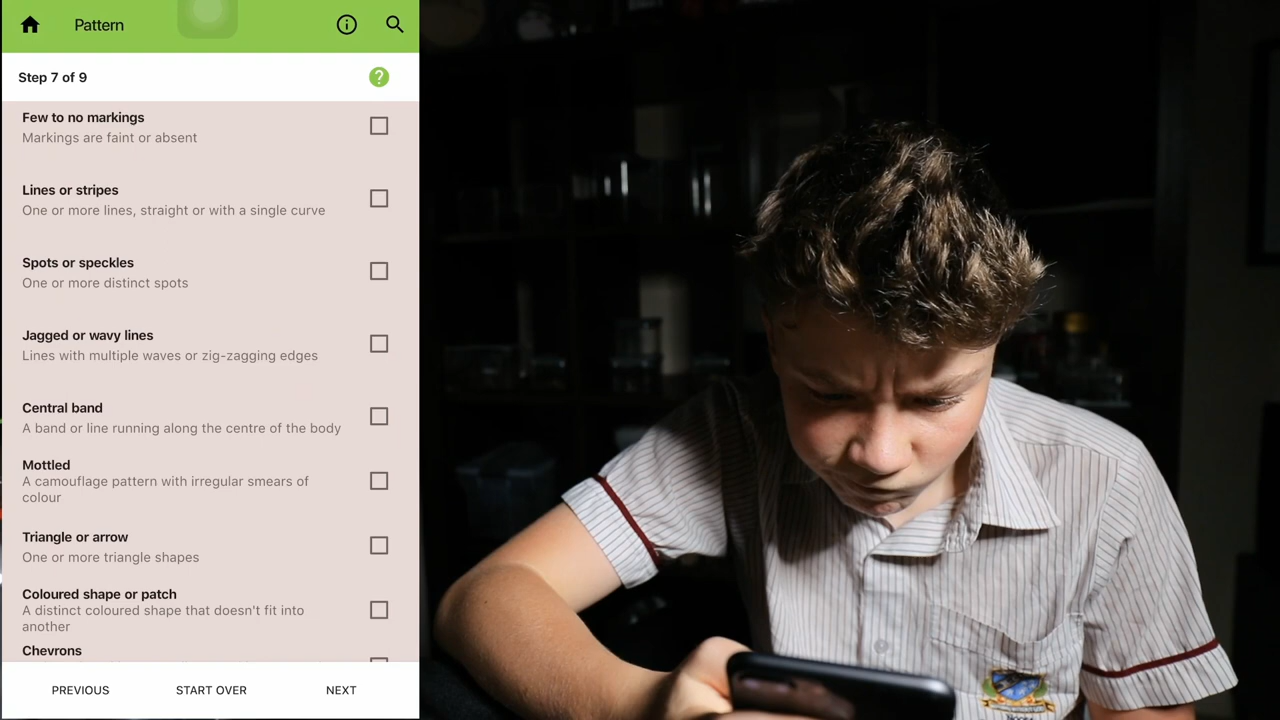 Pattern
Step 7 of 9
Few to no markings
Markings are faint or absent
Lines or stripes
One or more lines, straight or with a single curve
Spots or speckles
One or more distinct spots
Jagged or wavy lines
Lines with multiple waves or zig-zagging edges
Central band
A band or line running along the centre of the body
Mottled
A camouflage pattern with irregular smears of
colour
Triangle or arrow
One or more triangle shapes
Coloured shape or patch
A distinct coloured shape that doesn't fit into
another
Chevrons
PREVIOUS
START OVER
NEXT